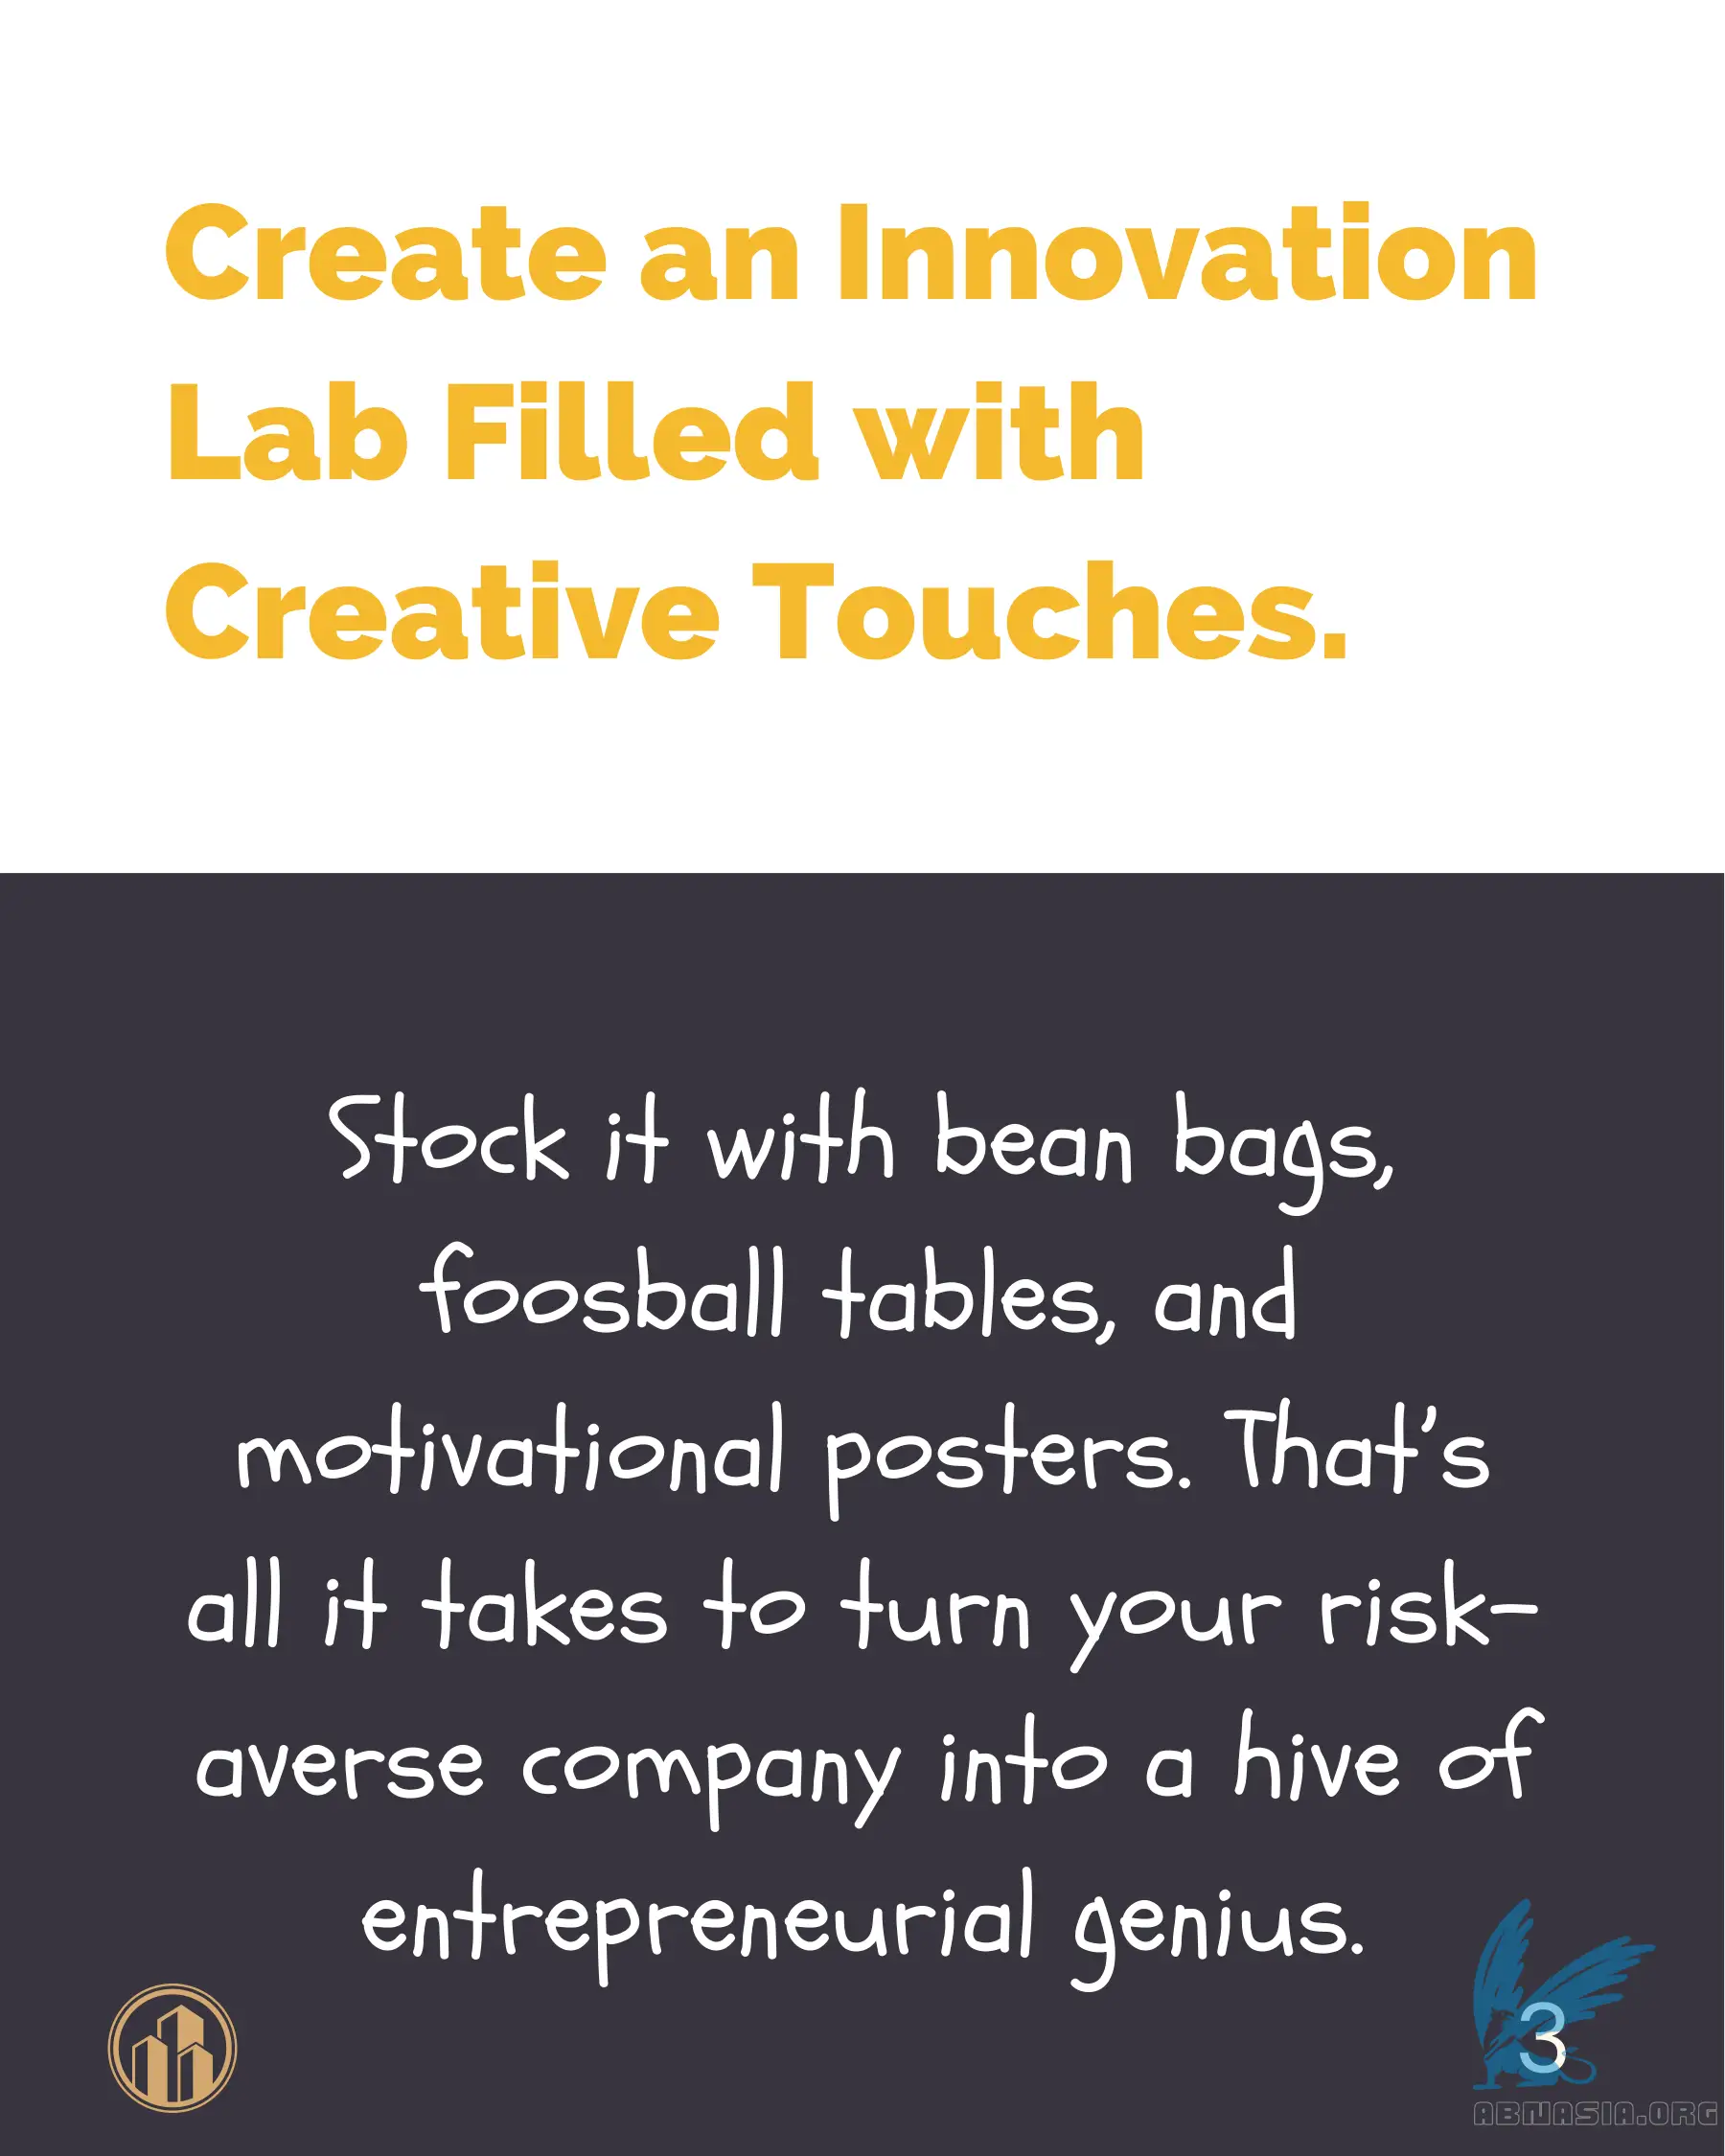 Create an Innovation
Lab Filled with
Creative Touches.
Stock it with bean bags,
foosball tables, and
motivational posters. That's
all it takes to turn your risk-
averse company into a hive of
entrepreneurial genius.
3
ABNASIA.ORG